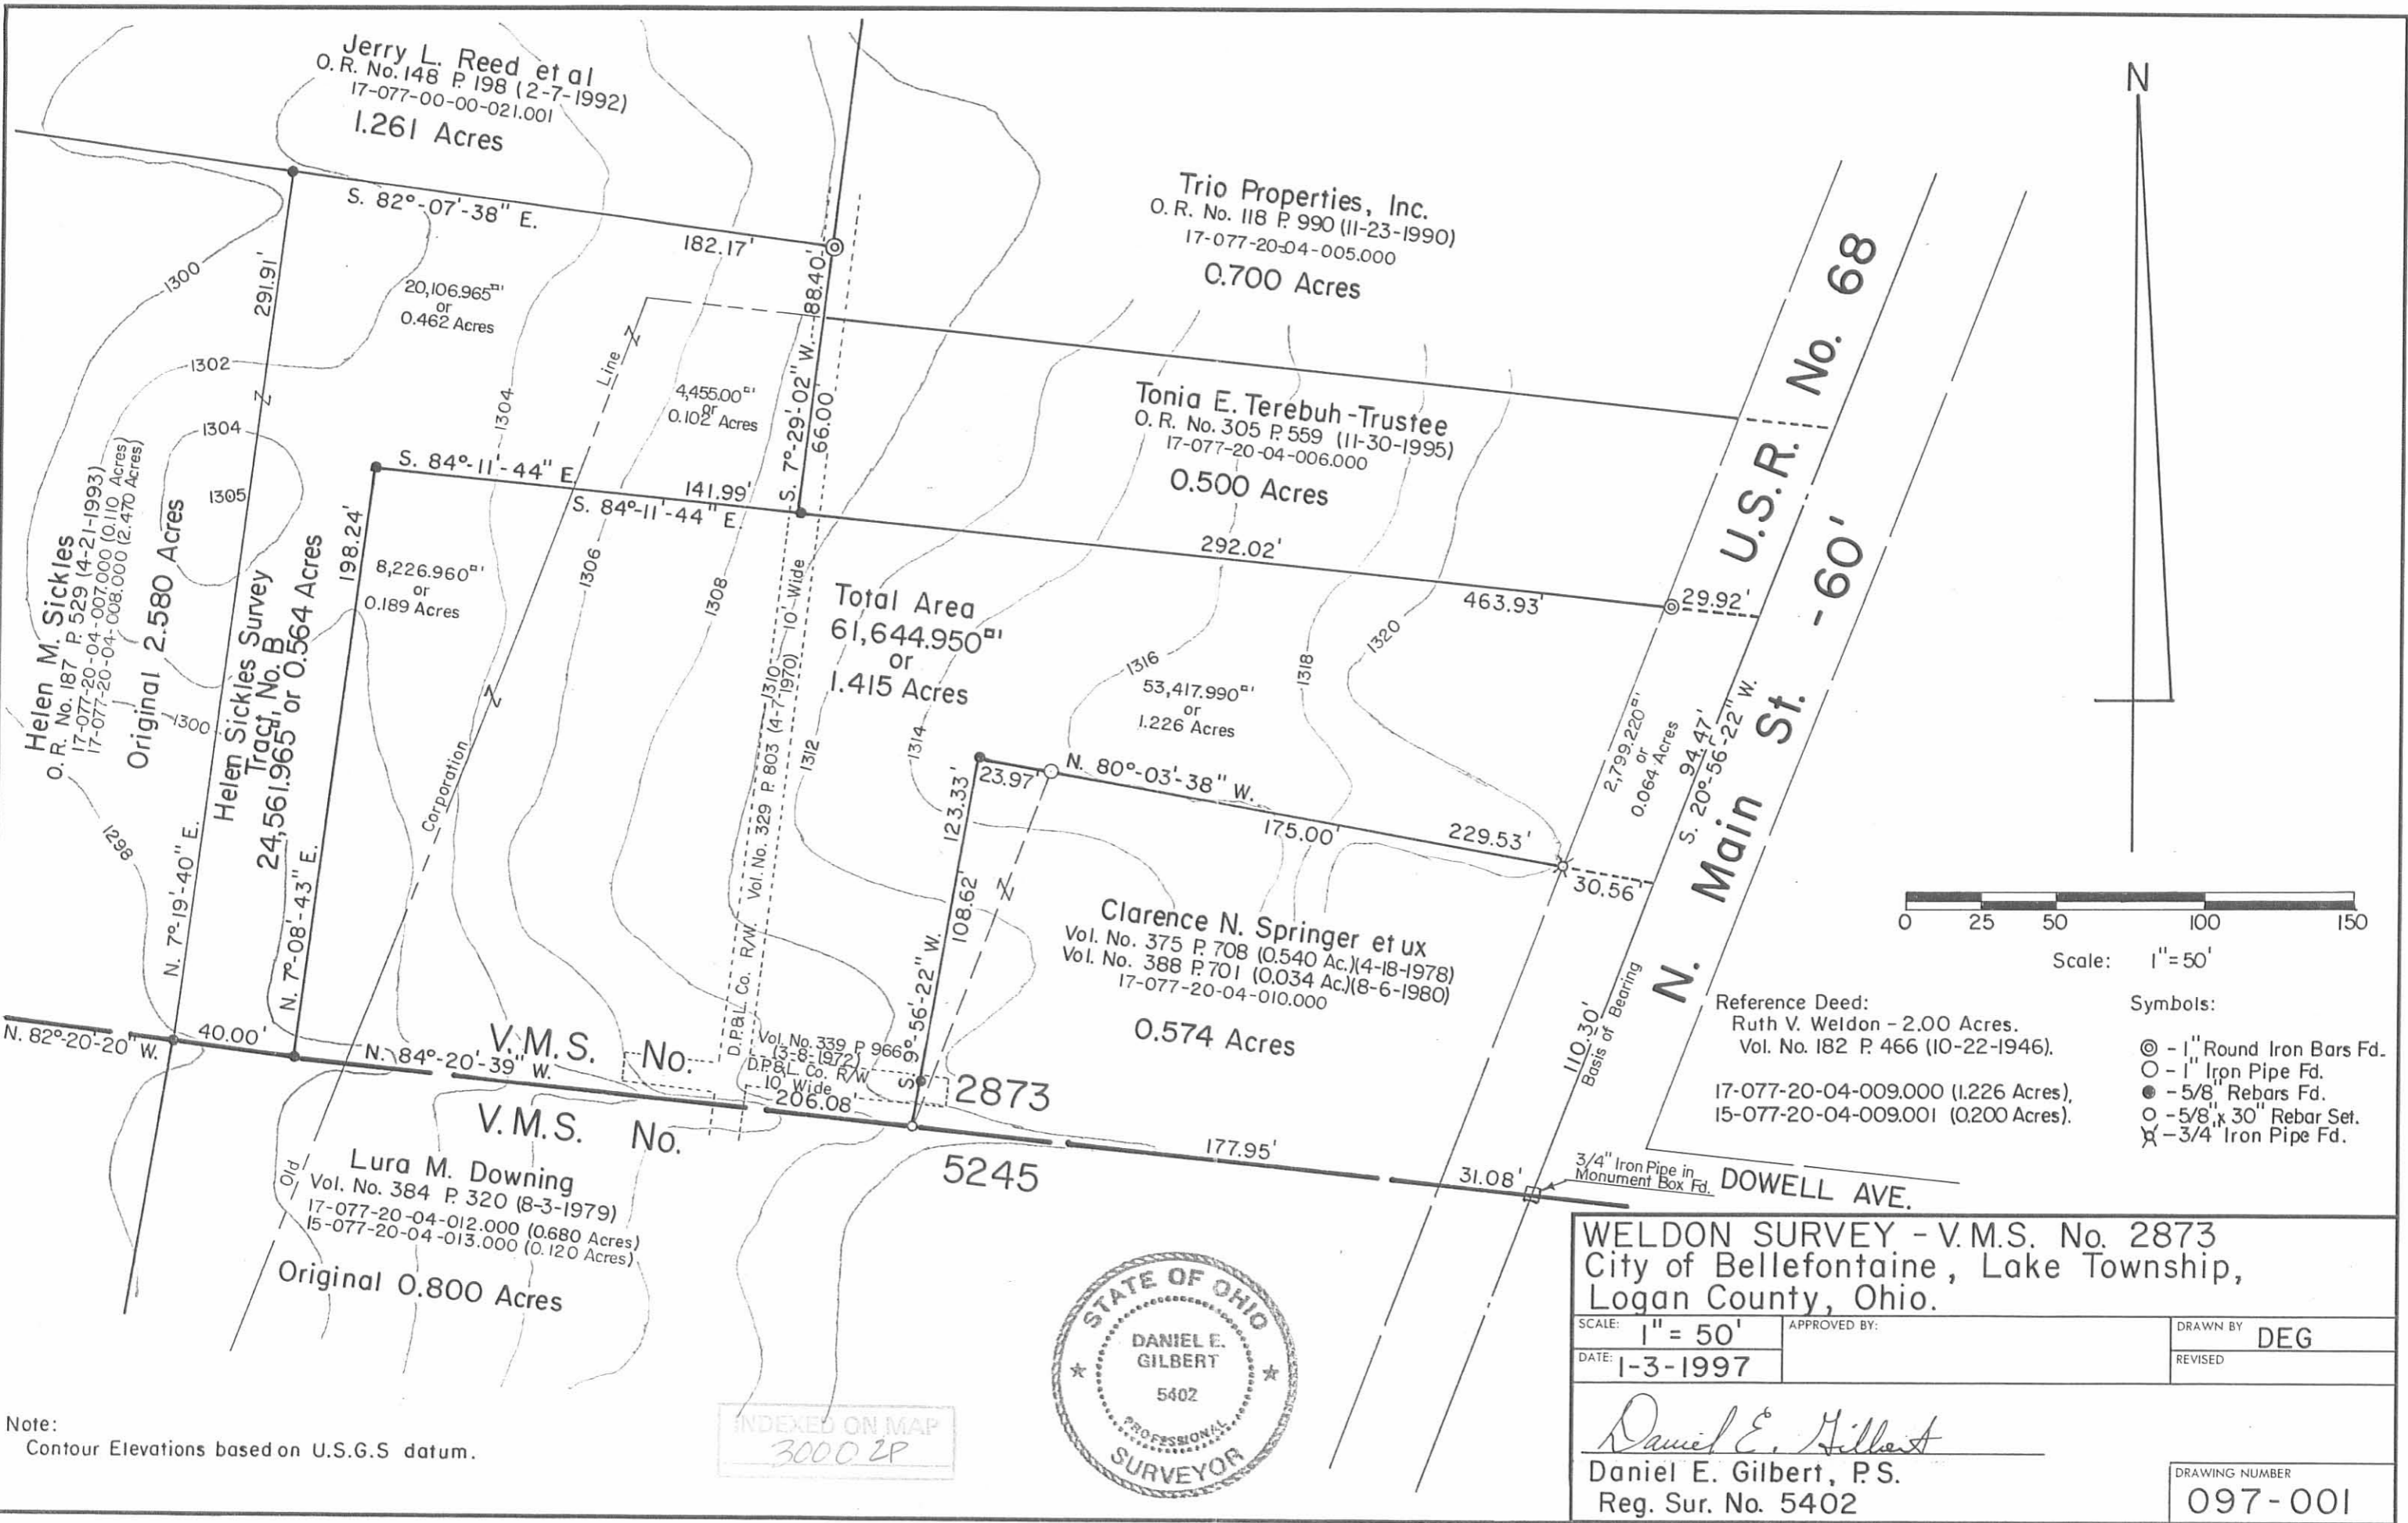 Jerry L. Reed et al
O. R. No. 148 P. 198 (2-7-1992)
17-077-00-00-021.001
1.261 Acres
N
S. 82°-07'-38" E.
182.17'
291.91'
88.40'
S. 7°-29'-02" W.
66.00'
20,106.965□'
or
0.462 Acres
Trio Properties, Inc.
O. R. No. 118 P. 990 (11-23-1990)
17-077-20-04-005.000
0.700 Acres
U.S.R. No. 68
1300
1302
1304
1305
1304
Line Z
4,455.00□'
or
0.102 Acres
Tonia E. Terebuh-Trustee
O. R. No. 305 P. 559 (11-30-1995)
17-077-20-04-006.000
0.500 Acres
S. 84°-11'-44" E.
141.99'
S. 84°-11'-44" E.
292.02'
463.93'
29.92'
Helen M. Sickles
O. R. No. 187 P. 529 (4-21-1993)
17-077-20-04-007.000 (0.110 Acres)
17-077-20-04-008.000 (2.470 Acres)
Original 2.580 Acres
Z
Helen Sickles Survey
Tract No. B
24,561.965□' or 0.564 Acres
198.24'
8,226.960□'
or
0.189 Acres
1306
1308
1310
10' Wide
Total Area
61,644.950□'
or
1.415 Acres
1312
1314
1316
1318
1320
53,417.990□'
or
1.226 Acres
2,799.220□'
or
0.064 Acres
94.47'
S. 20°-56'-22" W.
N. Main St. - 60'
1300
1298
N. 7°-19'-40" E.
N. 7°-08'-43" E.
Corporation
Z
D.P.&L. Co. R/W. Vol. No. 329 P. 803 (4-7-1970)
123.33'
23.97'
N. 80°-03'-38" W.
175.00'
229.53'
30.56'
108.62'
S. 9°-56'-22" W.
Z
Clarence N. Springer et ux
Vol. No. 375 P. 708 (0.540 Ac.)(4-18-1978)
Vol. No. 388 P. 701 (0.034 Ac.)(8-6-1980)
17-077-20-04-010.000
0.574 Acres
110.30'
Basis of Bearing
0 25 50 100 150
Scale: 1"=50'
Reference Deed:
Ruth V. Weldon - 2.00 Acres.
Vol. No. 182 P. 466 (10-22-1946).
17-077-20-04-009.000 (1.226 Acres),
15-077-20-04-009.001 (0.200 Acres).
Symbols:
- 1" Round Iron Bars Fd.
- 1" Iron Pipe Fd.
- 5/8" Rebars Fd.
- 5/8" x 30" Rebar Set.
- 3/4" Iron Pipe Fd.
N. 82°-20'-20" W.
40.00'
N. 84°-20'-39" W.
V.M.S. No. 2873
Vol. No. 339 P. 966
(3-8-1972)
D.P.&L. Co. R/W
10' Wide
206.08'
V.M.S. No. 5245
177.95'
31.08'
3/4" Iron Pipe in
Monument Box Fd.
DOWELL AVE.
Old
Lura M. Downing
Vol. No. 384 P. 320 (8-3-1979)
17-077-20-04-012.000 (0.680 Acres)
15-077-20-04-013.000 (0.120 Acres)
Original 0.800 Acres
STATE OF OHIO
DANIEL E.
GILBERT
5402
PROFESSIONAL
SURVEYOR
INDEXED ON MAP
30002P
Note:
Contour Elevations based on U.S.G.S datum.
WELDON SURVEY - V.M.S. No. 2873
City of Bellefontaine, Lake Township,
Logan County, Ohio.
SCALE: 1" = 50'
APPROVED BY:
DRAWN BY DEG
DATE: 1-3-1997
REVISED
Daniel E. Gilbert
Daniel E. Gilbert, P.S.
Reg. Sur. No. 5402
DRAWING NUMBER
097-001